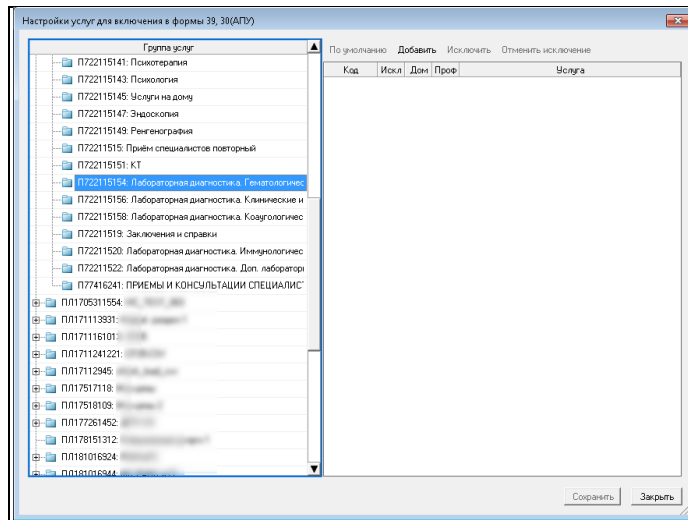 Настройки услуг для включения в формы 39, 30(АПУ)
Группа услуг
П722115141: Психотерапия
П722115143: Психология
П722115145: Услуги на дому
П722115147: Эндоскопия
П722115149: Ренгенография
П72211515: Приём специалистов повторный
П722115151: КТ
П722115154: Лабораторная диагностика. Гематологичес
П722115156: Лабораторная диагностика. Клинические и
П722115158: Лабораторная диагностика. Коагулогичес
П72211519: Заключения и справки
П72211520: Лабораторная диагностика. Иммунологичес
П72211522: Лабораторная диагностика. Доп. лаборатор
П77416241: ПРИЕМЫ И КОНСУЛЬТАЦИИ СПЕЦИАЛИС
ПЛ1705311554:
ПЛ171113931:
ПЛ171116101:
ПЛ1711241221:
ПЛ17112945:
ПЛ17517118:
ПЛ17518109:
ПЛ177261452:
ПЛ178151312:
ПЛ181016924:
ПЛ181016944:
По умолчанию Добавить Исключить Отменить исключение
Код Искл Дом Проф Услуга
Сохранить Закрыть